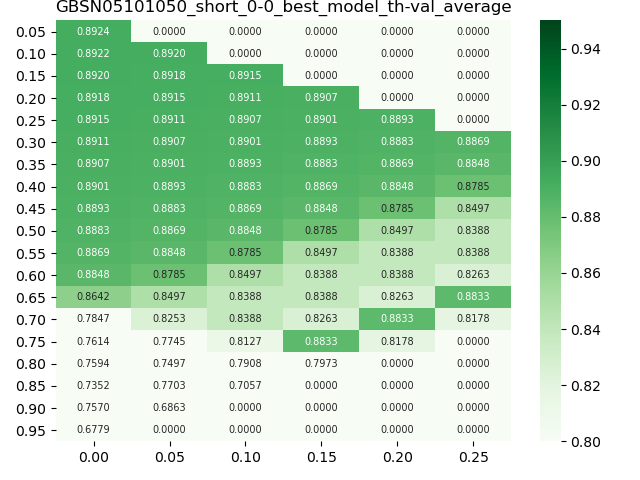 GBSN05101050_short_0-0_best_model_th-val_average
0.05 0.8924 0.0000 0.0000 0.0000 0.0000 0.0000
0.10 0.8922 0.8920 0.0000 0.0000 0.0000 0.0000
0.15 0.8920 0.8918 0.8915 0.0000 0.0000 0.0000
0.20 0.8918 0.8915 0.8911 0.8907 0.0000 0.0000
0.25 0.8915 0.8911 0.8907 0.8901 0.8893 0.0000
0.30 0.8911 0.8907 0.8901 0.8893 0.8883 0.8869
0.35 0.8907 0.8901 0.8893 0.8883 0.8869 0.8848
0.40 0.8901 0.8893 0.8883 0.8869 0.8848 0.8785
0.45 0.8893 0.8883 0.8869 0.8848 0.8785 0.8497
0.50 0.8883 0.8869 0.8848 0.8785 0.8497 0.8388
0.55 0.8869 0.8848 0.8785 0.8497 0.8388 0.8388
0.60 0.8848 0.8785 0.8497 0.8388 0.8388 0.8263
0.65 0.8642 0.8497 0.8388 0.8388 0.8263 0.8833
0.70 0.7847 0.8253 0.8388 0.8263 0.8833 0.8178
0.75 0.7614 0.7745 0.8127 0.8833 0.8178 0.0000
0.80 0.7594 0.7497 0.7908 0.7973 0.0000 0.0000
0.85 0.7352 0.7703 0.7057 0.0000 0.0000 0.0000
0.90 0.7570 0.6863 0.0000 0.0000 0.0000 0.0000
0.95 0.6779 0.0000 0.0000 0.0000 0.0000 0.0000
0.00 0.05 0.10 0.15 0.20 0.25
0.94
0.92
0.90
0.88
0.86
0.84
0.82
0.80